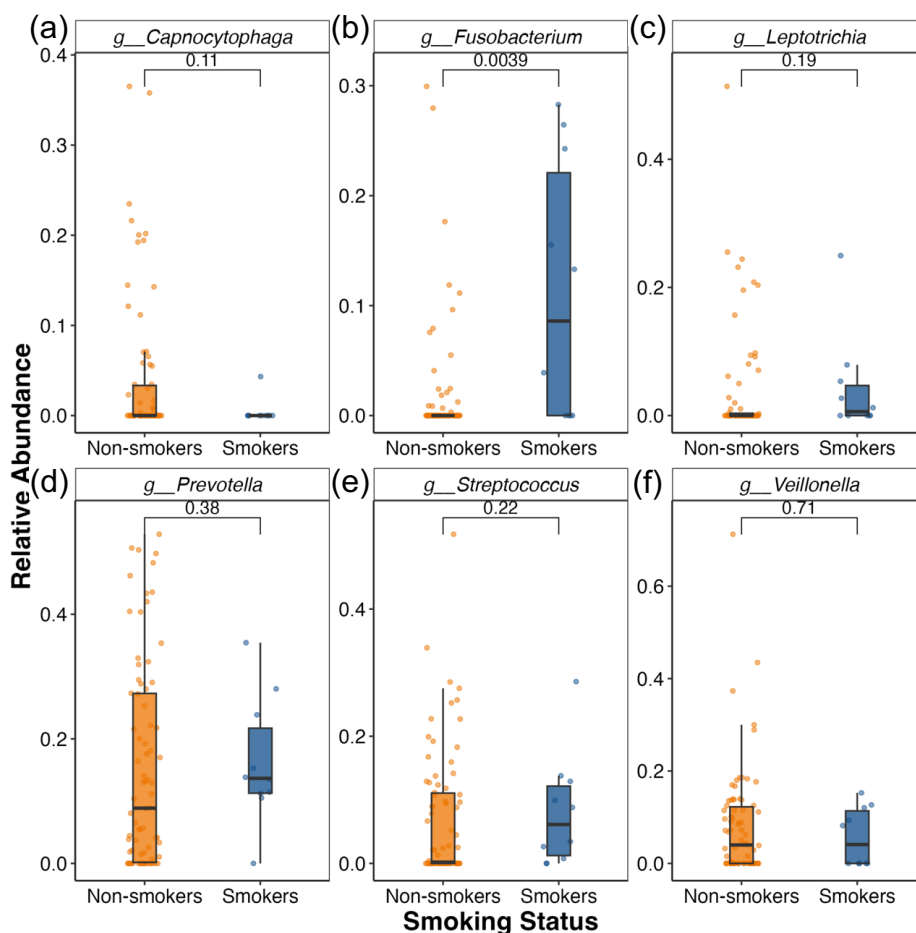 (a) g__Capnocytophaga
0.4
0.3
0.2
0.1
0.0
0.11
Non-smokers Smokers
(b) g__Fusobacterium
0.3
0.2
0.1
0.0
0.0039
Non-smokers Smokers
(c) g__Leptotrichia
0.4
0.2
0.0
0.19
Non-smokers Smokers
(d) g__Prevotella
0.4
0.2
0.0
0.38
Non-smokers Smokers
(e) g__Streptococcus
0.4
0.2
0.0
0.22
Non-smokers Smokers
(f) g__Veillonella
0.6
0.4
0.2
0.0
0.71
Non-smokers Smokers
Relative Abundance
Smoking Status